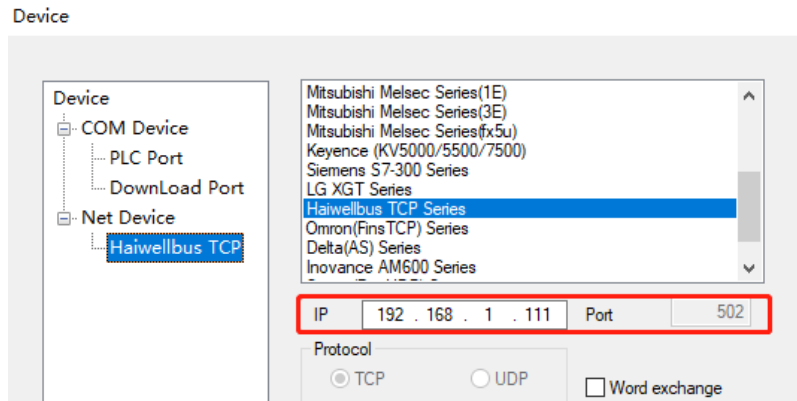 Device
Device
COM Device
PLC Port
DownLoad Port
Net Device
Haiwellbus TCP
Mitsubishi Melsec Series(1E)
Mitsubishi Melsec Series(3E)
Mitsubishi Melsec Series(fx5u)
Keyence (KV5000/5500/7500)
Siemens S7-300 Series
LG XGT Series
Haiwellbus TCP Series
Omron(FinsTCP) Series
Delta(AS) Series
Inovance AM600 Series
IP 192 . 168 . 1 . 111 Port 502
Protocol
TCP UDP
Word exchange